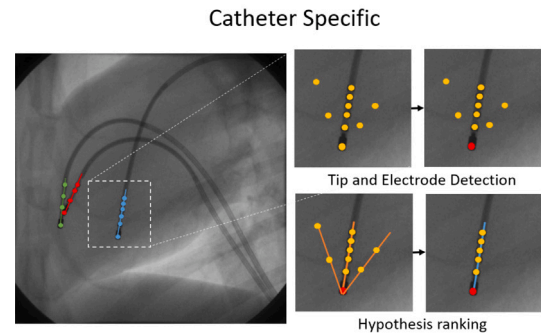 Catheter Specific
Tip and Electrode Detection
Hypothesis ranking